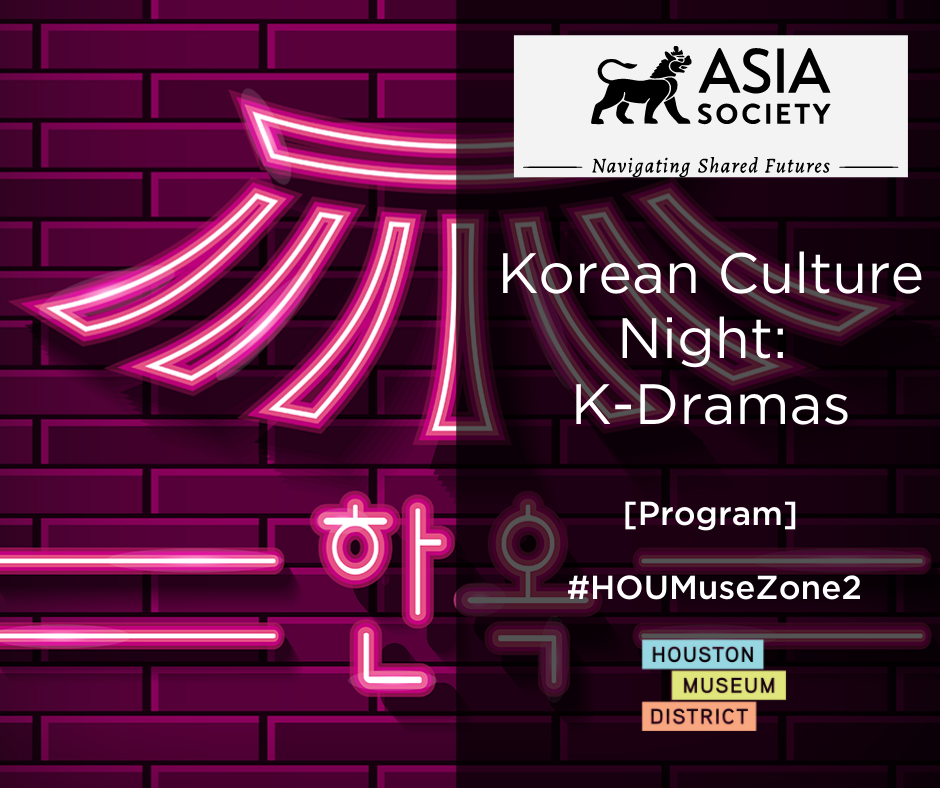 ASIA
SOCIETY
Navigating Shared Futures
Korean Culture
Night:
K-Dramas
[Program]
#HOUMuseZone2
HOUSTON
MUSEUM
DISTRICT
한옥